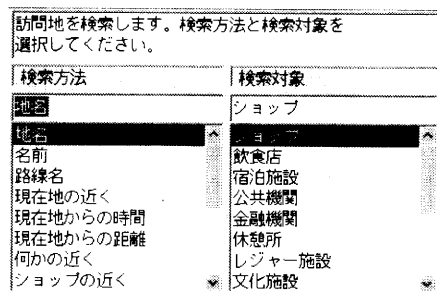 訪問地を検索します。検索方法と検索対象を
選択してください。
検索方法
検索対象
地名
ショップ
地名
名前
路線名
現在地の近く
現在地からの時間
現在地からの距離
何かの近く
ショップの近く
ショップ
飲食店
宿泊施設
公共機関
金融機関
休憩所
レジャー施設
文化施設